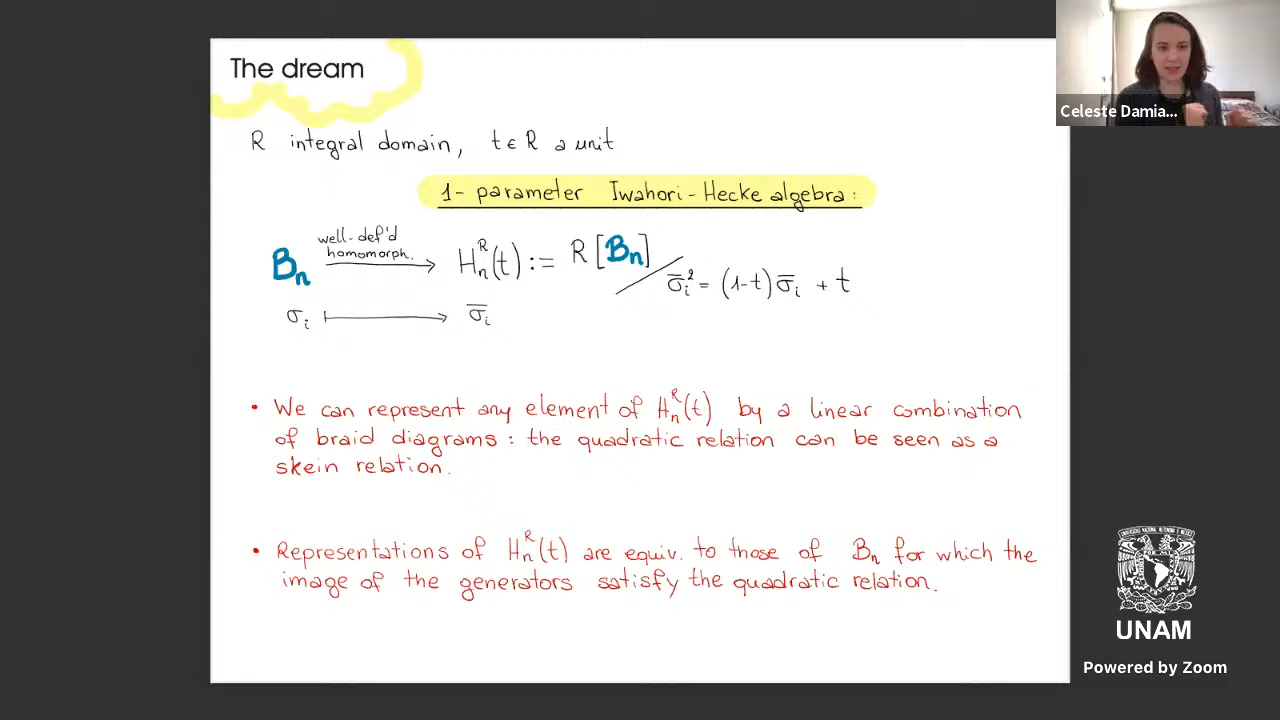 The dream
Celeste Damia...
R integral domain, t ∈ R a unit
1- parameter Iwahori-Hecke algebra:
well-def'd
homomorph.
Bₙ ⟶ Hₙᴿ(t) := R[Bₙ] / σ̄ᵢ² = (1-t)σ̄ᵢ + t
σᵢ ⟼ σ̄ᵢ
• We can represent any element of Hₙᴿ(t) by a linear combination
of braid diagrams: the quadratic relation can be seen as a
skein relation.
• Representations of Hₙᴿ(t) are equiv. to those of Bₙ for which the
image of the generators satisfy the quadratic relation.
UNAM
Powered by Zoom